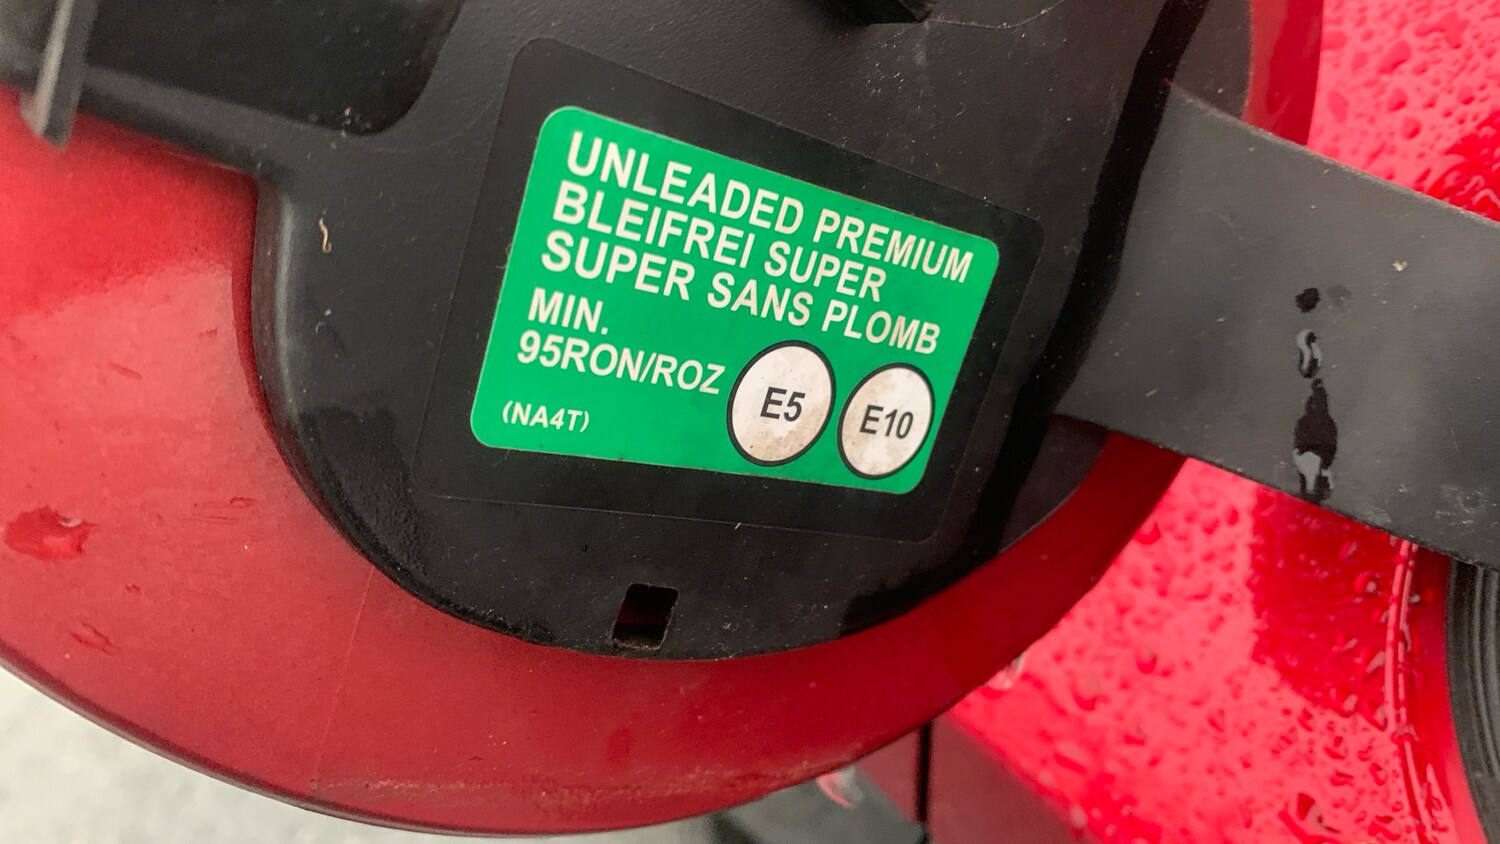 UNLEADED PREMIUM
BLEIFREI SUPER
SUPER SANS PLOMB
MIN.
95RON/ROZ
E5 E10
(NA4T)